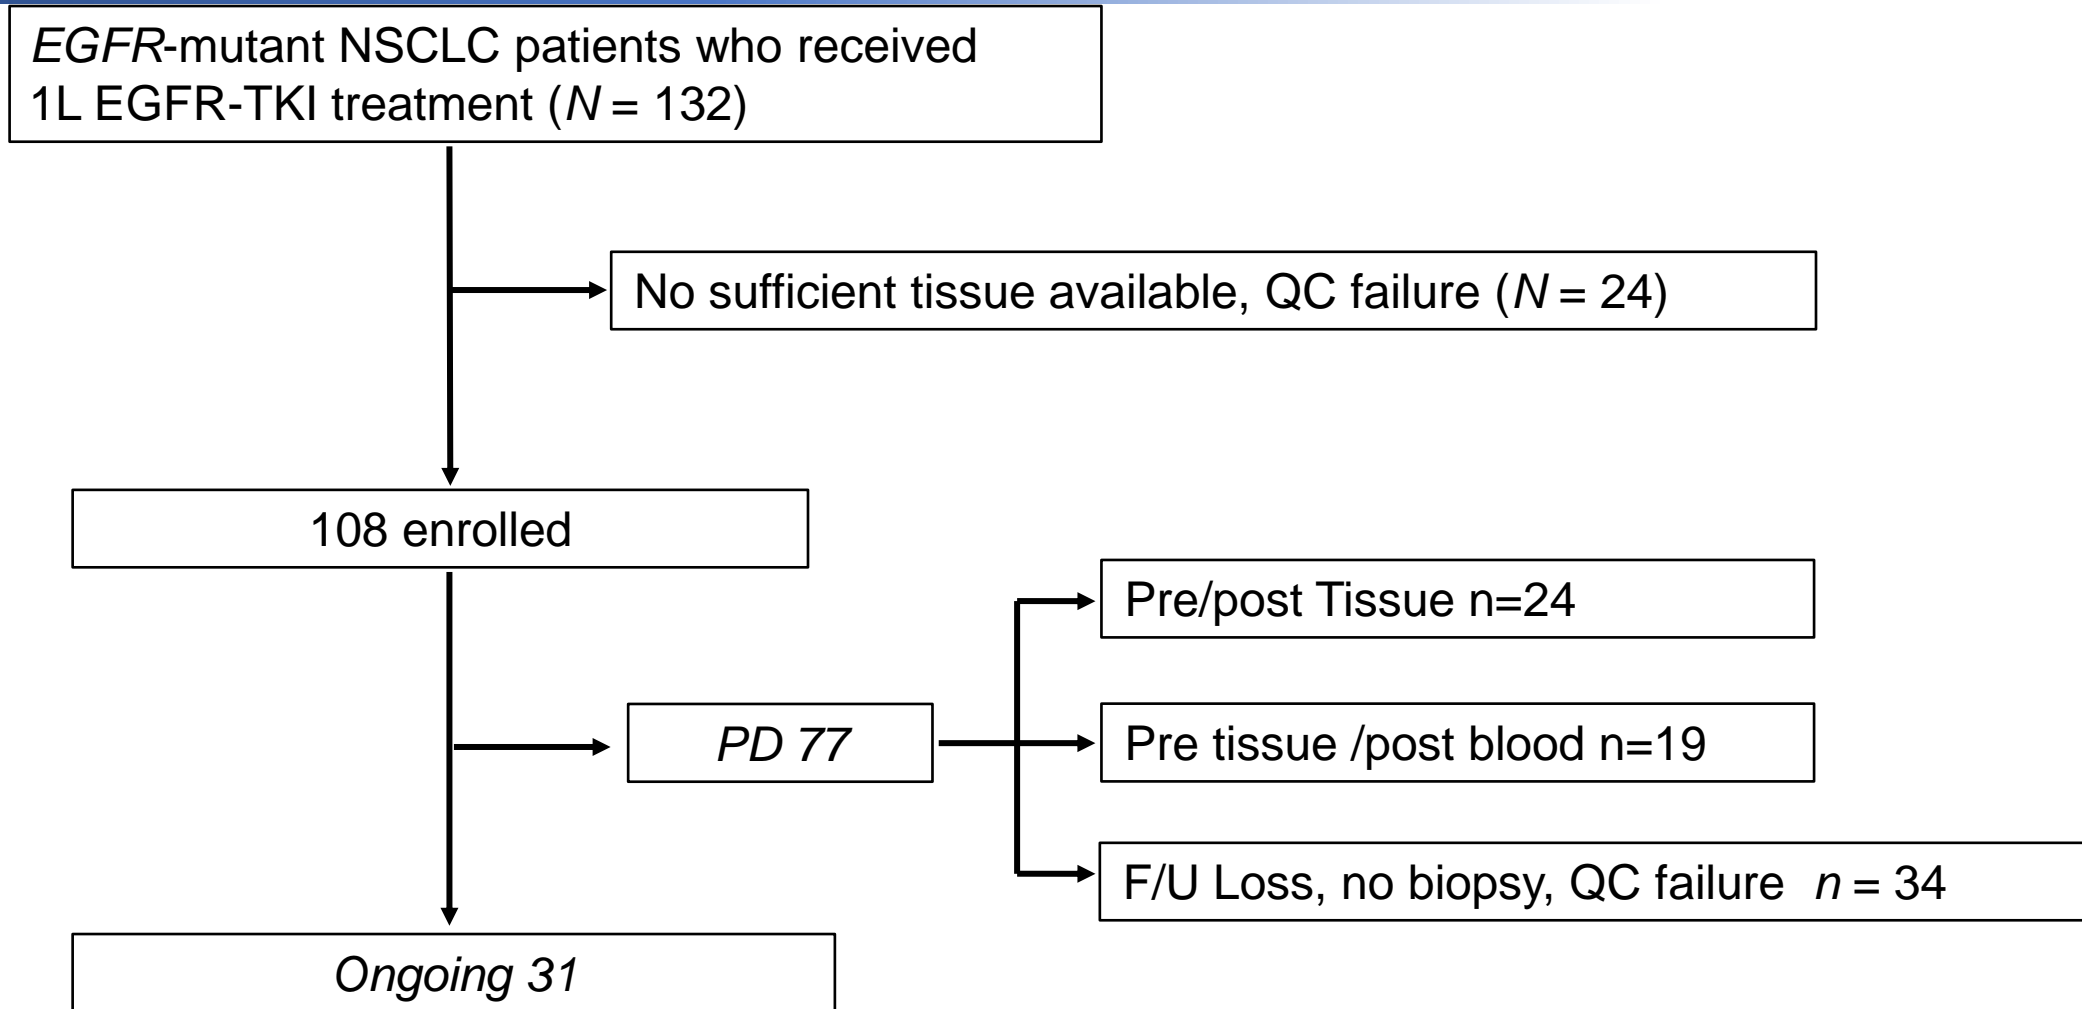 EGFR-mutant NSCLC patients who received
1L EGFR-TKI treatment (N = 132)
No sufficient tissue available, QC failure (N = 24)
108 enrolled
Pre/post Tissue n=24
PD 77
Pre tissue /post blood n=19
F/U Loss, no biopsy, QC failure n = 34
Ongoing 31